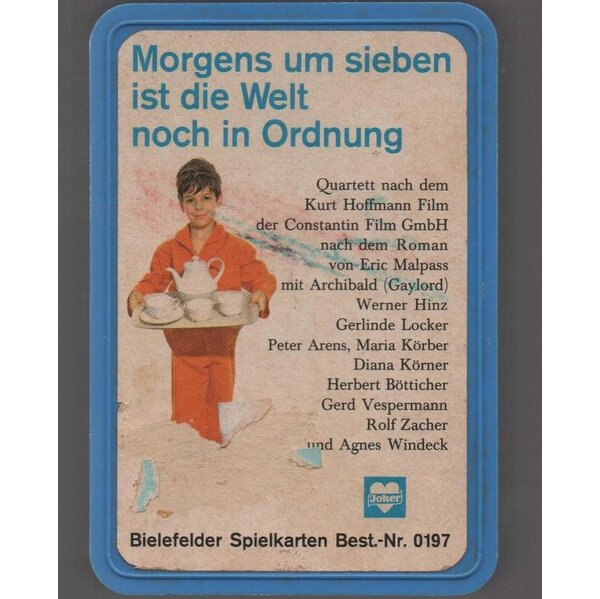 Morgens um sieben
ist die Welt
noch in Ordnung
Quartett nach dem
Kurt Hoffmann Film
der Constantin Film GmbH
nach dem Roman
von Eric Malpass
mit Archibald (Gaylord)
Werner Hinz
Gerlinde Locker
Peter Arens, Maria Körber
Diana Körner
Herbert Bötticher
Gerd Vespermann
Rolf Zacher
und Agnes Windeck
Joker
Bielefelder Spielkarten Best.-Nr. 0197